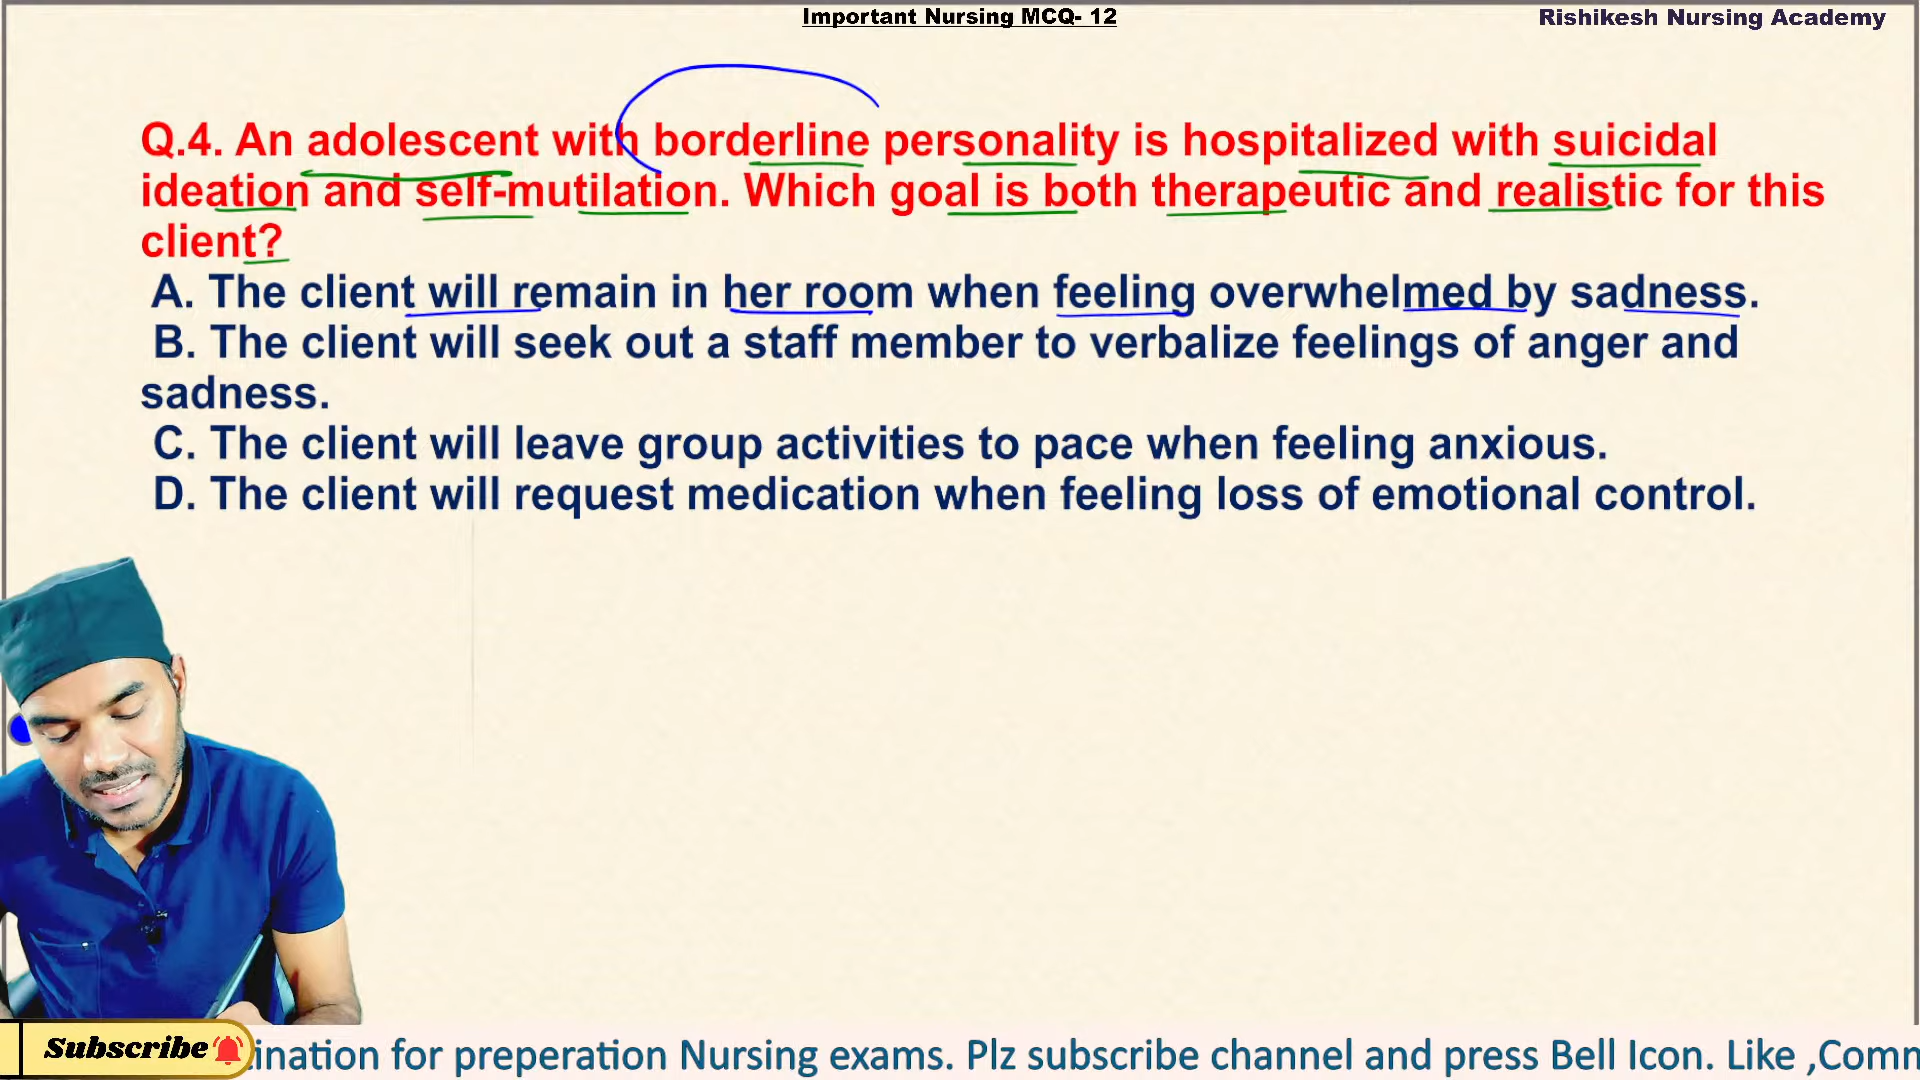 Important Nursing MCQ- 12
Rishikesh Nursing Academy
Q.4. An adolescent with borderline personality is hospitalized with suicidal
ideation and self-mutilation. Which goal is both therapeutic and realistic for this
client?
A. The client will remain in her room when feeling overwhelmed by sadness.
B. The client will seek out a staff member to verbalize feelings of anger and
sadness.
C. The client will leave group activities to pace when feeling anxious.
D. The client will request medication when feeling loss of emotional control.
Subscribe
ination for preperation Nursing exams. Plz subscribe channel and press Bell Icon. Like ,Comm